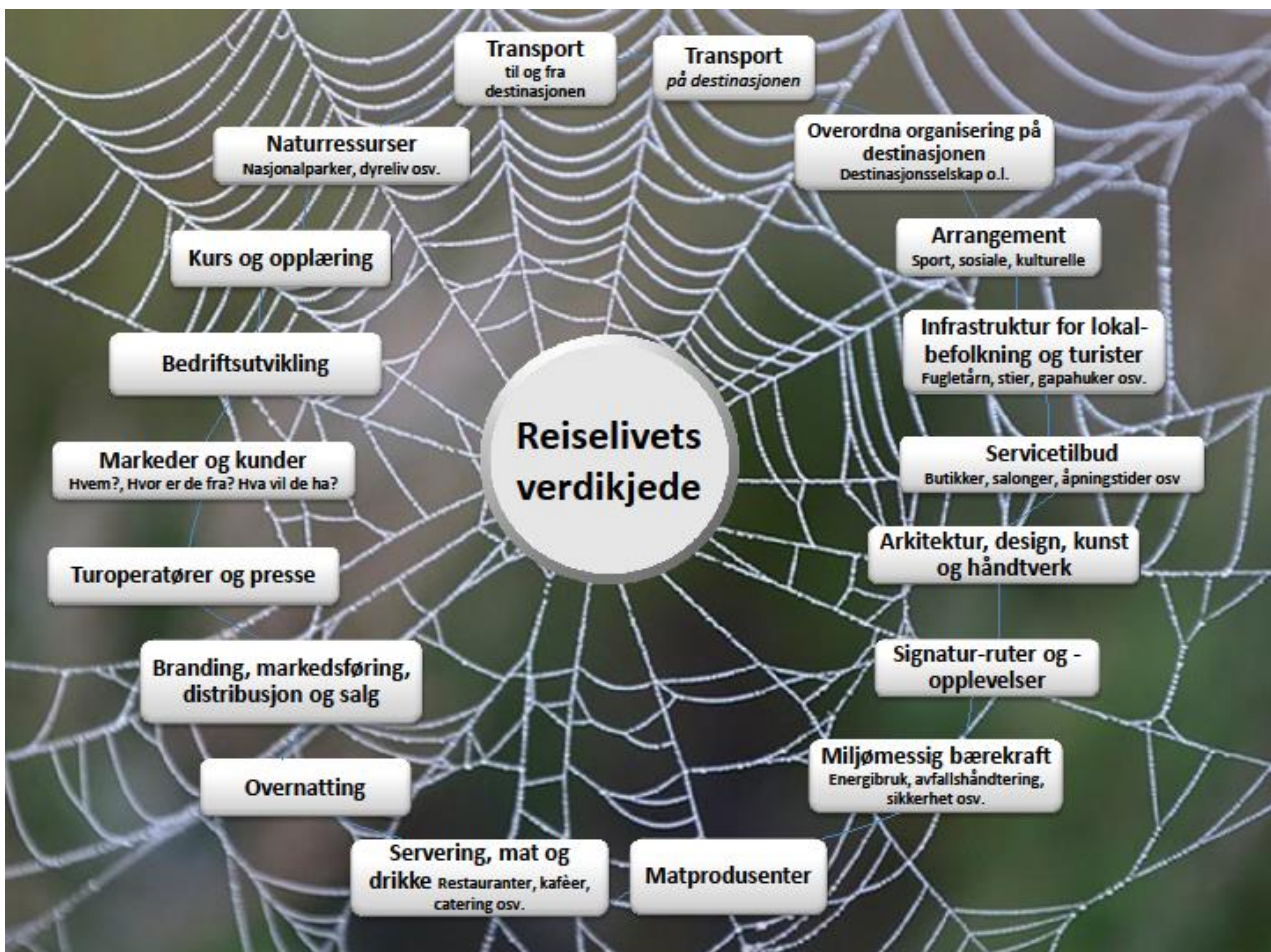 Transport
til og fra
destinasjonen
Transport
på destinasjonen
Overordna organisering på
destinasjonen
Destinasjonsselskap o.l.
Arrangement
Sport, sosiale, kulturelle
Infrastruktur for lokal-
befolkning og turister
Fugletårn, stier, gapahuker osv.
Servicetilbud
Butikker, salonger, åpningstider osv
Arkitektur, design, kunst
og håndtverk
Signatur-ruter og -
opplevelser
Miljømessig bærekraft
Energibruk, avfallshåndtering,
sikkerhet osv.
Matprodusenter
Servering, mat og
drikke Restauranter, kafèer,
catering osv.
Overnatting
Branding, markedsføring,
distribusjon og salg
Turoperatører og presse
Markeder og kunder
Hvem?, Hvor er de fra? Hva vil de ha?
Bedriftsutvikling
Kurs og opplæring
Naturressurser
Nasjonalparker, dyreliv osv.
Reiselivets
verdikjede